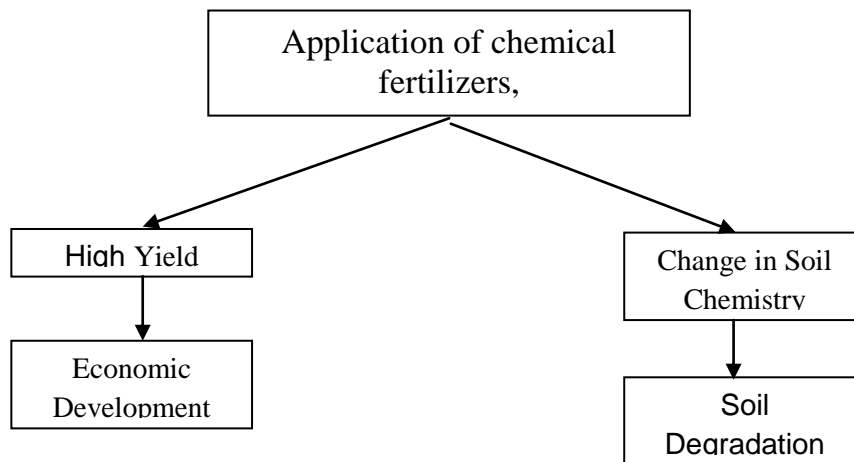 Application of chemical
fertilizers,
High Yield
Change in Soil
Chemistry
Economic
Development
Soil
Degradation